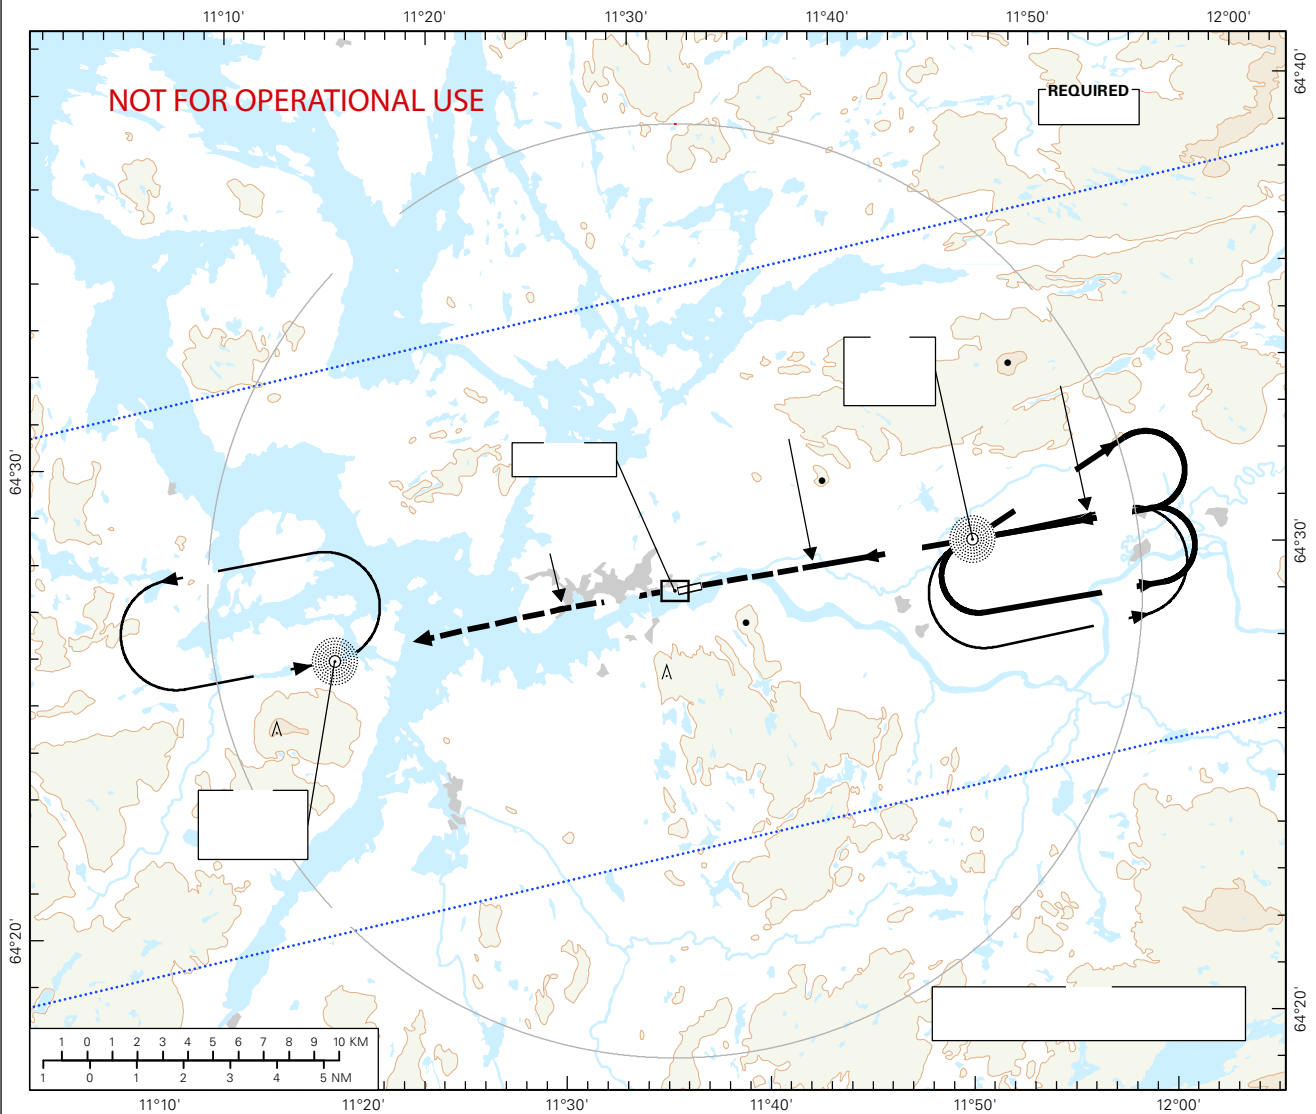 11°10' 11°20' 11°30' 11°40' 11°50' 12°00'
64°40'
NOT FOR OPERATIONAL USE
REQUIRED
64°30'
64°30'
64°20'
64°20'
1 0 1 2 3 4 5 6 7 8 9 10 KM
1 0 1 2 3 4 5 NM
11°10' 11°20' 11°30' 11°40' 11°50' 12°00'